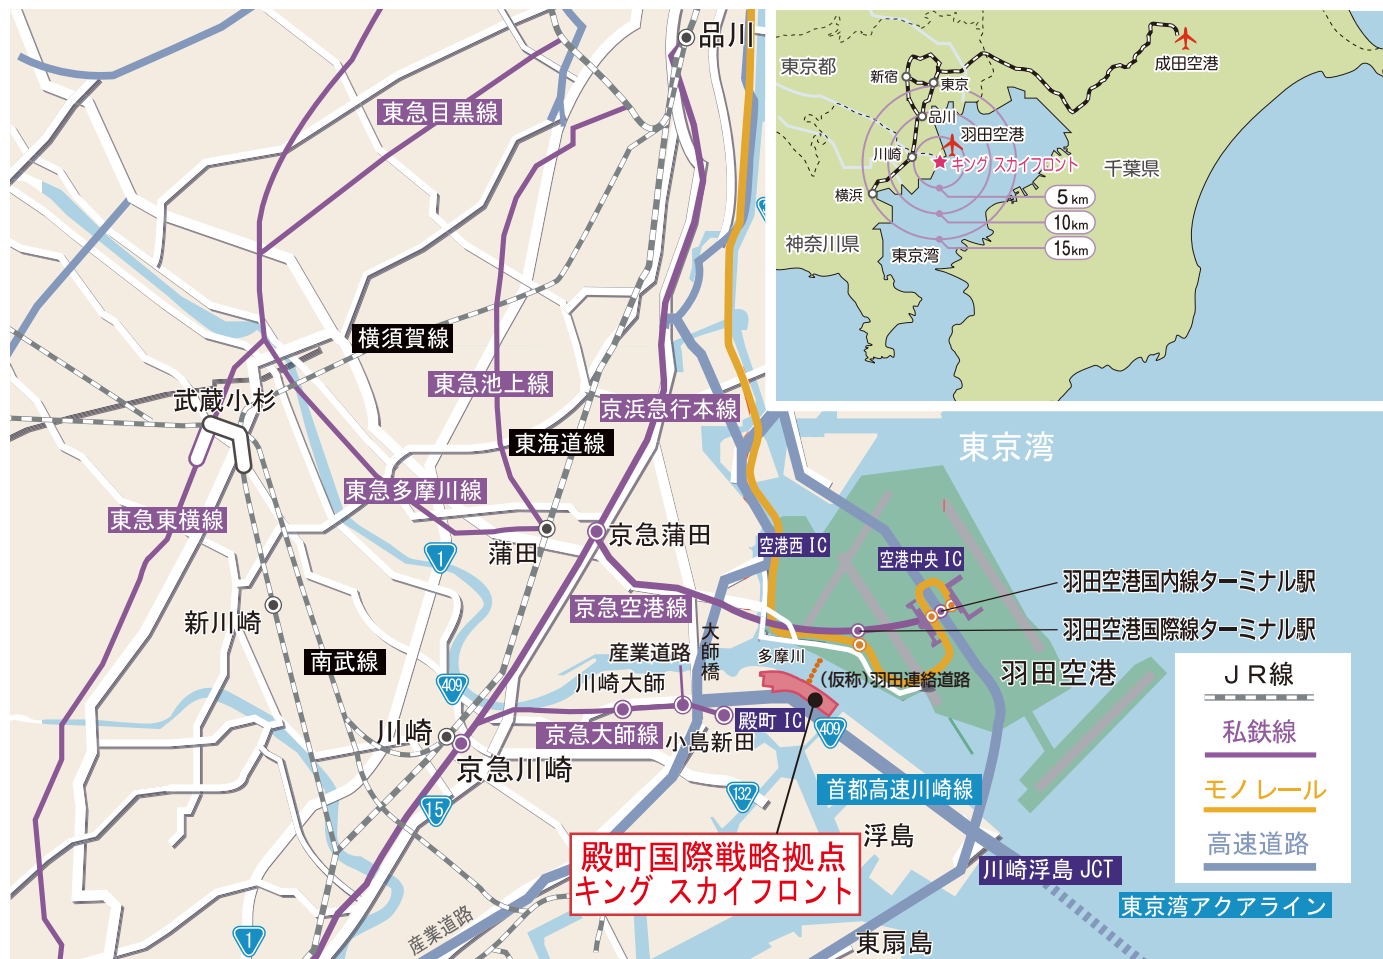 品川
東急目黒線
横須賀線
武蔵小杉
東急池上線
京浜急行本線
東海道線
東急多摩川線
東急東横線
蒲田
京急蒲田
1
新川崎
京急空港線
南武線
産業道路
大師橋
409
川崎大師
川崎
京急大師線
小島新田
殿町 IC
京急川崎
15
132
首都高速川崎線
409
多摩川
(仮称)羽田連絡道路
空港西 IC
空港中央 IC
羽田空港国内線ターミナル駅
羽田空港国際線ターミナル駅
羽田空港
東京湾
殿町国際戦略拠点
キング スカイフロント
浮島
川崎浮島 JCT
東京湾アクアライン
東扇島
産業道路
1
JR線
私鉄線
モノレール
高速道路
東京都
新宿
東京
品川
羽田空港
成田空港
川崎
キング スカイフロント
千葉県
横浜
5km
10km
15km
神奈川県
東京湾